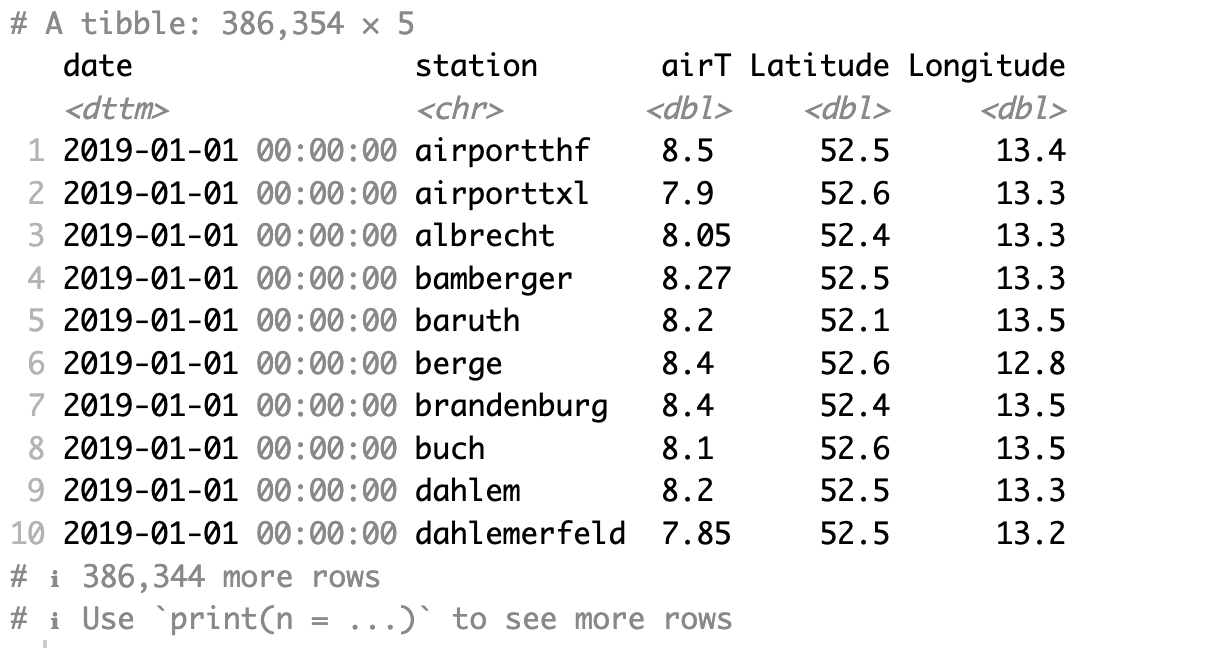 # A tibble: 386,354 × 5
date station airT Latitude Longitude
<dttm> <chr> <dbl> <dbl> <dbl>
1 2019-01-01 00:00:00 airportthf 8.5 52.5 13.4
2 2019-01-01 00:00:00 airporttxl 7.9 52.6 13.3
3 2019-01-01 00:00:00 albrecht 8.05 52.4 13.3
4 2019-01-01 00:00:00 bamberger 8.27 52.5 13.3
5 2019-01-01 00:00:00 baruth 8.2 52.1 13.5
6 2019-01-01 00:00:00 berge 8.4 52.6 12.8
7 2019-01-01 00:00:00 brandenburg 8.4 52.4 13.5
8 2019-01-01 00:00:00 buch 8.1 52.6 13.5
9 2019-01-01 00:00:00 dahlem 8.2 52.5 13.3
10 2019-01-01 00:00:00 dahlemerfeld 7.85 52.5 13.2
# ℹ 386,344 more rows
# ℹ Use `print(n = ...)` to see more rows